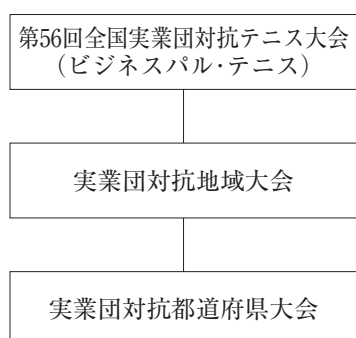 第56回全国実業団対抗テニス大会
（ビジネスパル・テニス）
実業団対抗地域大会
実業団対抗都道府県大会